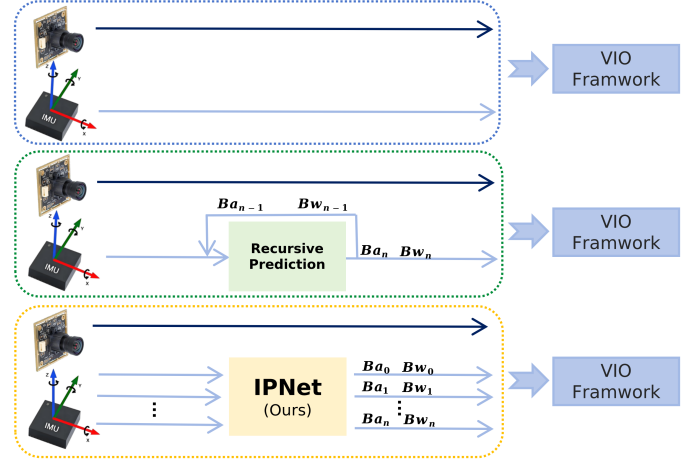 Z
Y
IMU
X
VIO
Framwork
Ba_{n-1} Bw_{n-1}
Z
Y
IMU
X
Recursive
Prediction
Ba_n Bw_n
VIO
Framwork
Z
Y
IMU
X
IPNet
(Ours)
Ba_0 Bw_0
Ba_1 Bw_1
Ba_n Bw_n
VIO
Framwork